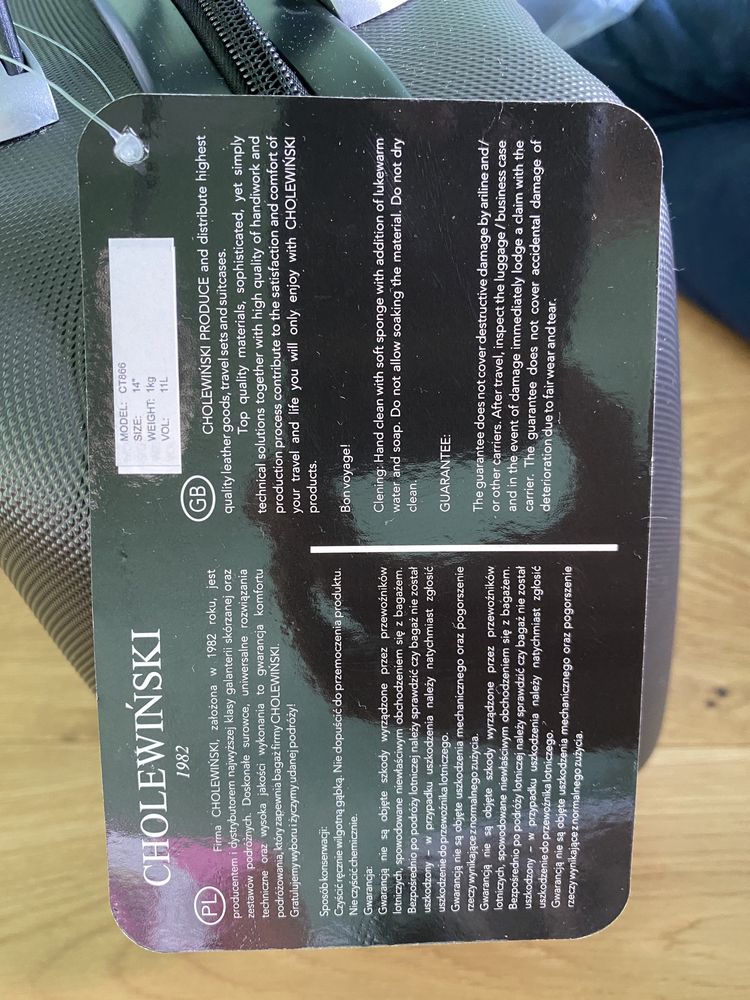 CHOLEWIŃSKI
1982
PL
Firma CHOLEWIŃSKI, założona w 1982 roku, jest
producentem i dystrybutorem najwyższej klasy galanterii skórzanej oraz
zestawów podróżnych. Doskonałe surowce, uniwersalne rozwiązania
techniczne oraz wysoka jakości wykonania to gwarancja komfortu
podróżowania, który zapewnia bagaż firmy CHOLEWIŃSKI.
Gratulujemy wyboru i życzymy udanej podróży!
Sposób konserwacji:
Czyścić ręcznie wilgotną gąbką. Nie dopuścić do przemoczenia produktu.
Nie czyścić chemicznie.
Gwarancja:
Gwarancją nie są objęte szkody wyrządzone przez przewoźników
lotniczych, spowodowane niewłaściwym obchodzeniem się z bagażem.
Bezpośrednio po podróży lotniczej należy sprawdzić czy bagaż nie został
uszkodzony – w przypadku uszkodzenia należy natychmiast zgłosić
uszkodzenie do przewoźnika lotniczego.
Gwarancją nie są objęte uszkodzenia mechanicznego oraz pogorszenie
rzeczy wynikające z normalnego zużycia.
Gwarancją nie są objęte szkody wyrządzone przez przewoźników
lotniczych, spowodowane niewłaściwym obchodzeniem się z bagażem.
Bezpośrednio po podróży lotniczej należy sprawdzić czy bagaż nie został
uszkodzony – w przypadku uszkodzenia należy natychmiast zgłosić
uszkodzenie do przewoźnika lotniczego.
Gwarancją nie są objęte uszkodzenia mechanicznego oraz pogorszenie
rzeczy wynikające z normalnego zużycia.
MODEL: CT866
SIZE: 14"
WEIGHT: 1kg
VOL: 11L
GB
CHOLEWIŃSKI PRODUCE and distribute highest
quality leather goods, travel sets and suitcases.
Top quality materials, sophisticated, yet simply
technical solutions together with high quality of handiwork and
production process contribute to the satisfaction and comfort of
your travel and life you will only enjoy with CHOLEWIŃSKI
products.
Bon voyage!
Clening: Hand clean with soft sponge with addition of lukewarm
water and soap. Do not allow soaking the material. Do not dry
clean.
GUARANTEE:
The guarantee does not cover destructive damage by ariline and /
or other carriers. After travel, inspect the luggage / business case
and in the event of damage immediately lodge a claim with the
carrier. The guarantee does not cover accidental damage of
deterioration due to fair wear and tear.